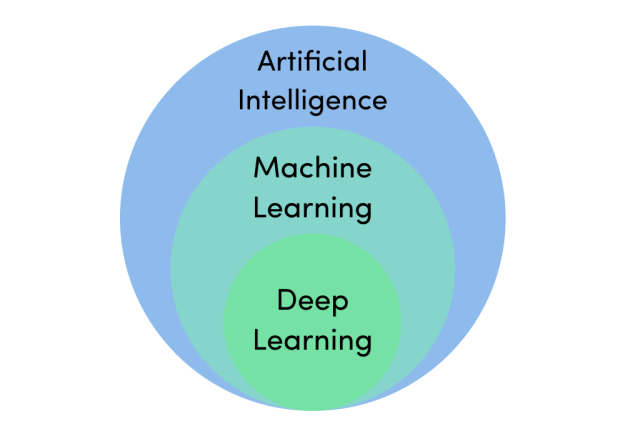 Artificial
Intelligence
Machine
Learning
Deep
Learning